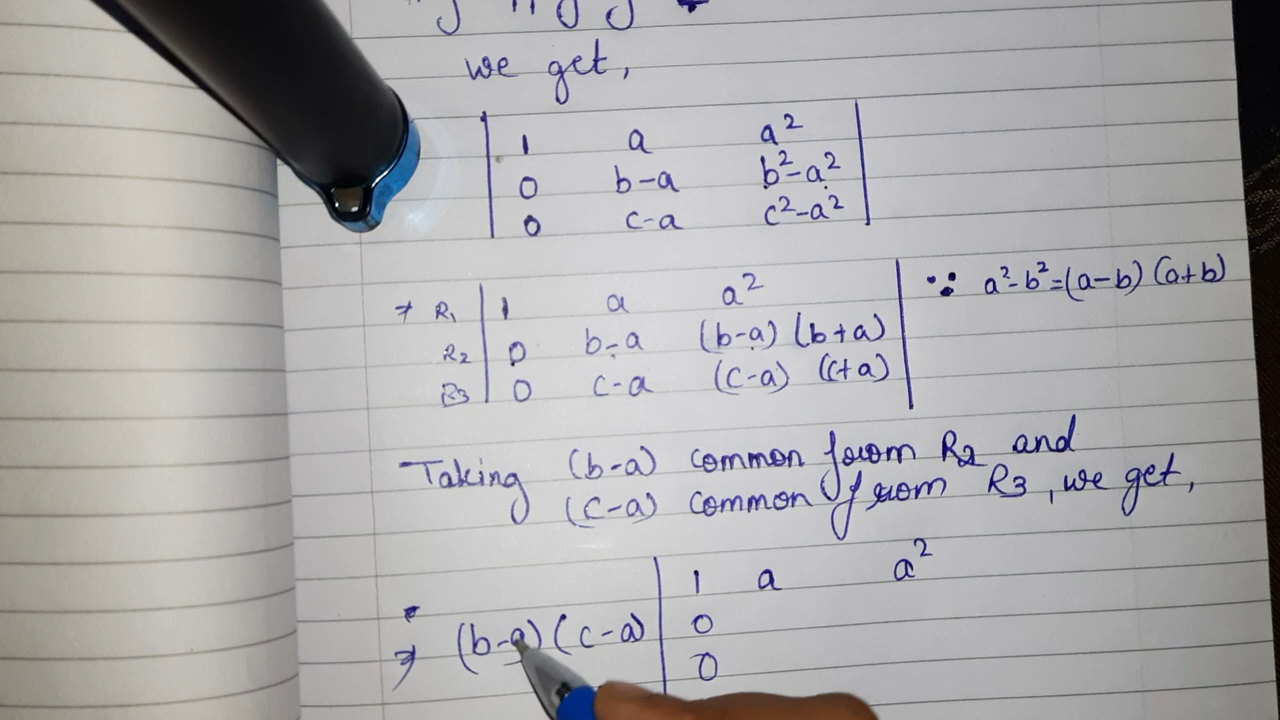 we get,
1 a a²
0 b-a b²-a²
0 c-a c²-a²
⇒ R₁ 1 a a² ∵ a²-b²=(a-b) (a+b)
R₂ 0 b-a (b-a) (b+a)
R₃ 0 c-a (c-a) (c+a)
Taking (b-a) common from R₂ and
(c-a) common from R₃, we get,
1 a a²
⇒ (b-a) (c-a) 0
0